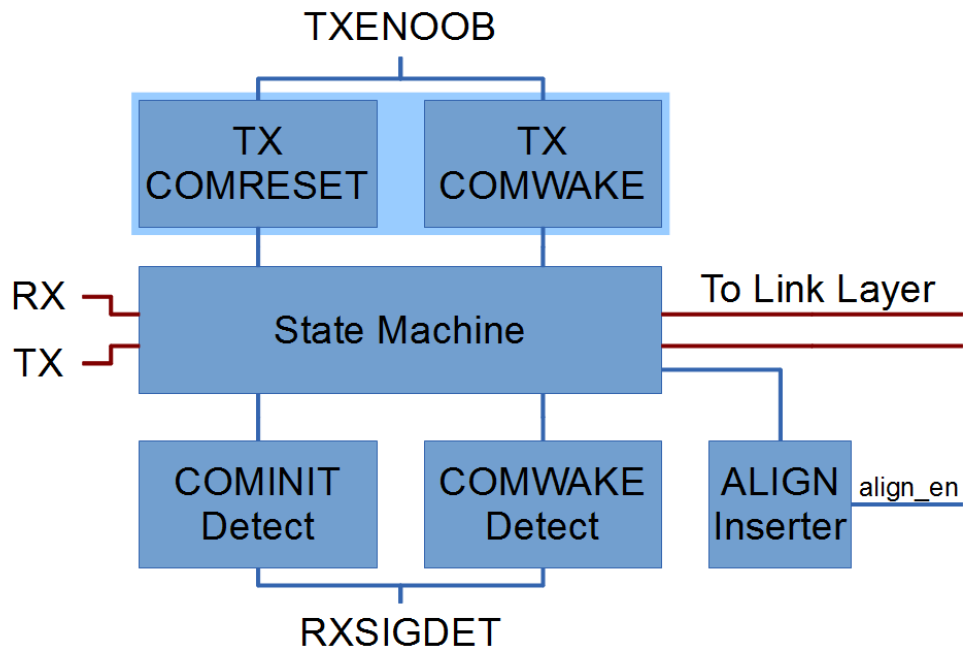 TXENOOB
TX
COMRESET
TX
COMWAKE
RX
TX
State Machine
To Link Layer
COMINIT
Detect
COMWAKE
Detect
ALIGN
Inserter
align_en
RXSIGDET